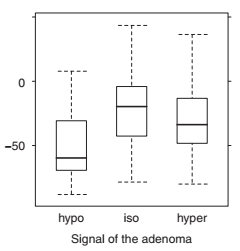 0
−50
hypo iso hyper
Signal of the adenoma